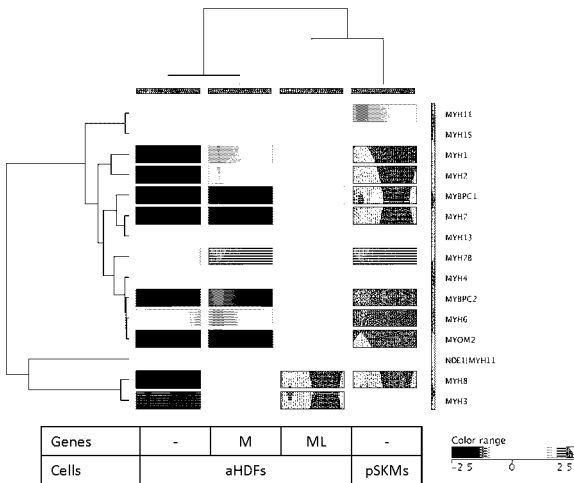 MYH11
MYH15
MYH1
MYH2
MYBPC1
MYH7
MYH13
MYH7B
MYH4
MYBPC2
MYH6
MYOM2
NDE1|MYH11
MYH8
MYH3
Genes - M ML -
Cells aHDFs pSKMs
Color range
-2 5 0 2 5